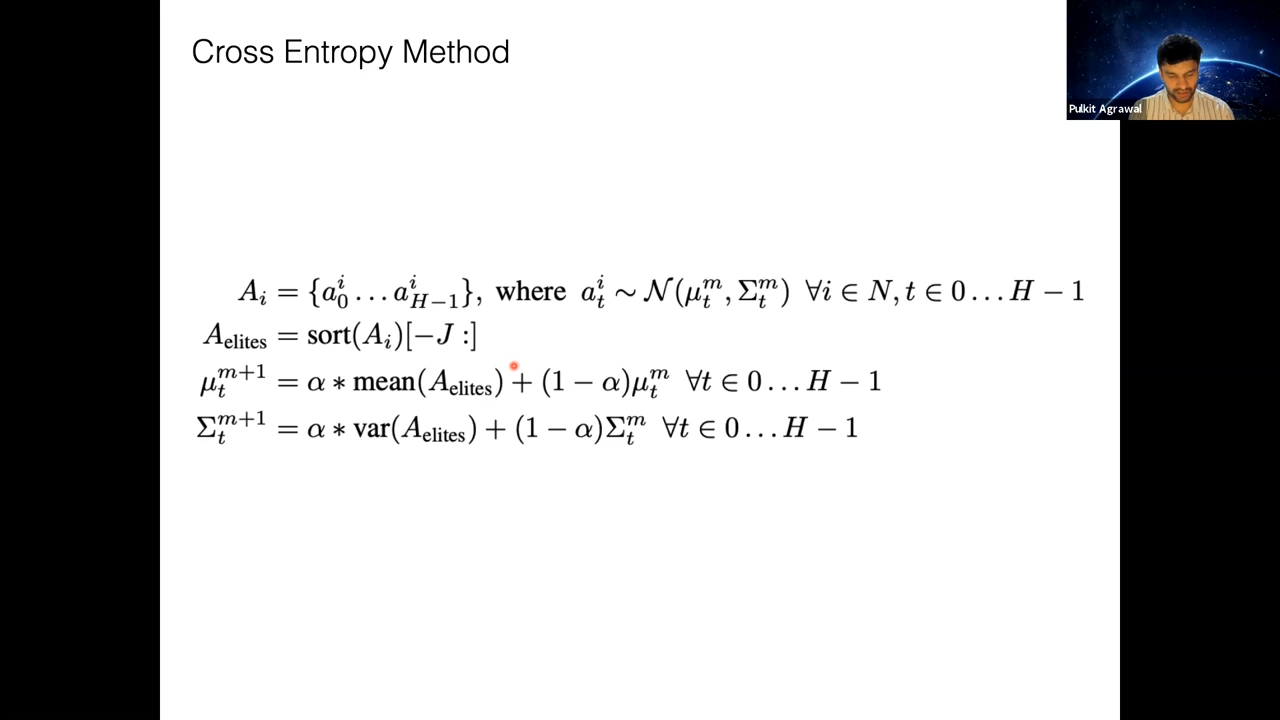 Cross Entropy Method
Pulkit Agrawal
A_i = {a_0^i … a_{H−1}^i}, where a_t^i ∼ 𝒩(μ_t^m, Σ_t^m) ∀i ∈ N, t ∈ 0 … H − 1
A_elites = sort(A_i)[−J :]
μ_t^{m+1} = α ∗ mean(A_elites) + (1 − α)μ_t^m ∀t ∈ 0 … H − 1
Σ_t^{m+1} = α ∗ var(A_elites) + (1 − α)Σ_t^m ∀t ∈ 0 … H − 1